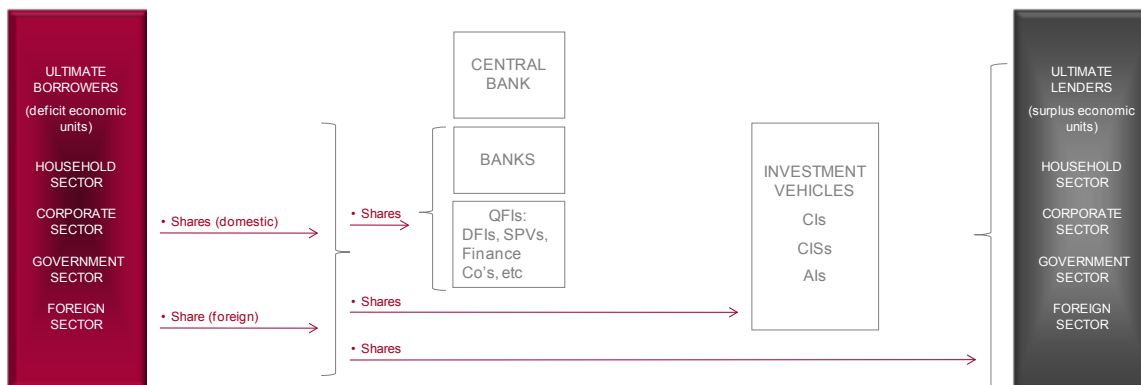 ULTIMATE
BORROWERS
(deficit economic
units)
HOUSEHOLD
SECTOR
CORPORATE
SECTOR
GOVERNMENT
SECTOR
FOREIGN
SECTOR
• Shares (domestic)
• Share (foreign)
• Shares
• Shares
• Shares
CENTRAL
BANK
BANKS
QFIs:
DFIs, SPVs,
Finance
Co's, etc
INVESTMENT
VEHICLES
CIs
CISs
AIs
ULTIMATE
LENDERS
(surplus economic
units)
HOUSEHOLD
SECTOR
CORPORATE
SECTOR
GOVERNMENT
SECTOR
FOREIGN
SECTOR